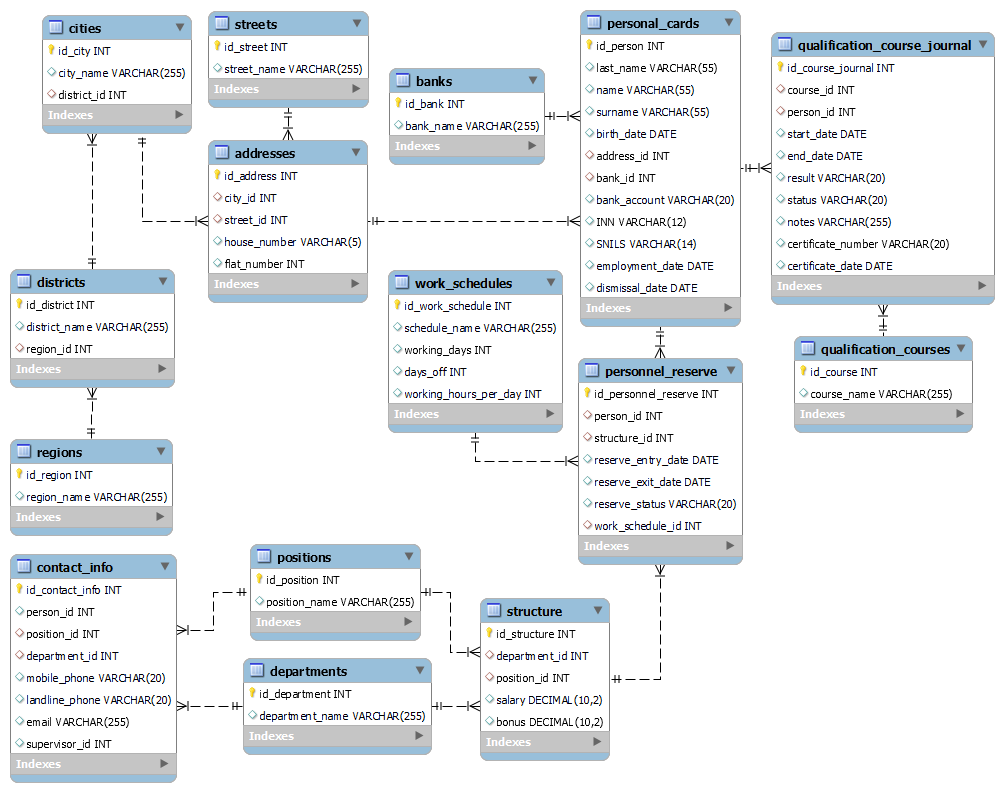 cities
id_city INT
city_name VARCHAR(255)
district_id INT
Indexes
streets
id_street INT
street_name VARCHAR(255)
Indexes
banks
id_bank INT
bank_name VARCHAR(255)
Indexes
personal_cards
id_person INT
last_name VARCHAR(55)
name VARCHAR(55)
surname VARCHAR(55)
birth_date DATE
address_id INT
bank_id INT
bank_account VARCHAR(20)
INN VARCHAR(12)
SNILS VARCHAR(14)
employment_date DATE
dismissal_date DATE
Indexes
qualification_course_journal
id_course_journal INT
course_id INT
person_id INT
start_date DATE
end_date DATE
result VARCHAR(20)
status VARCHAR(20)
notes VARCHAR(255)
certificate_number VARCHAR(20)
certificate_date DATE
Indexes
addresses
id_address INT
city_id INT
street_id INT
house_number VARCHAR(5)
flat_number INT
Indexes
districts
id_district INT
district_name VARCHAR(255)
region_id INT
Indexes
work_schedules
id_work_schedule INT
schedule_name VARCHAR(255)
working_days INT
days_off INT
working_hours_per_day INT
Indexes
qualification_courses
id_course INT
course_name VARCHAR(255)
Indexes
personnel_reserve
id_personnel_reserve INT
person_id INT
structure_id INT
reserve_entry_date DATE
reserve_exit_date DATE
reserve_status VARCHAR(20)
work_schedule_id INT
Indexes
regions
id_region INT
region_name VARCHAR(255)
Indexes
contact_info
id_contact_info INT
person_id INT
position_id INT
department_id INT
mobile_phone VARCHAR(20)
landline_phone VARCHAR(20)
email VARCHAR(255)
supervisor_id INT
Indexes
positions
id_position INT
position_name VARCHAR(255)
Indexes
departments
id_department INT
department_name VARCHAR(255)
Indexes
structure
id_structure INT
department_id INT
position_id INT
salary DECIMAL(10,2)
bonus DECIMAL(10,2)
Indexes